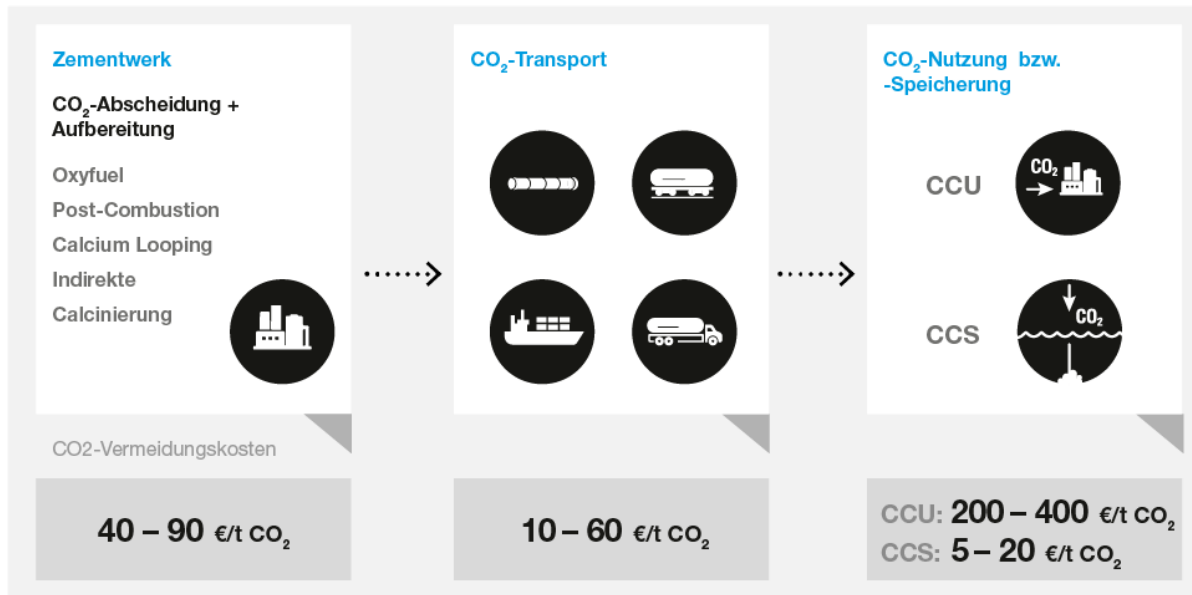 Zementwerk
CO₂-Abscheidung +
Aufbereitung
Oxyfuel
Post-Combustion
Calcium Looping
Indirekte
Calcinierung
CO₂-Transport
CO₂-Nutzung bzw.
-Speicherung
CCU
CO₂
CCS
CO₂
CO2-Vermeidungskosten
40 – 90 €/t CO₂
10 – 60 €/t CO₂
CCU: 200 – 400 €/t CO₂
CCS: 5 – 20 €/t CO₂